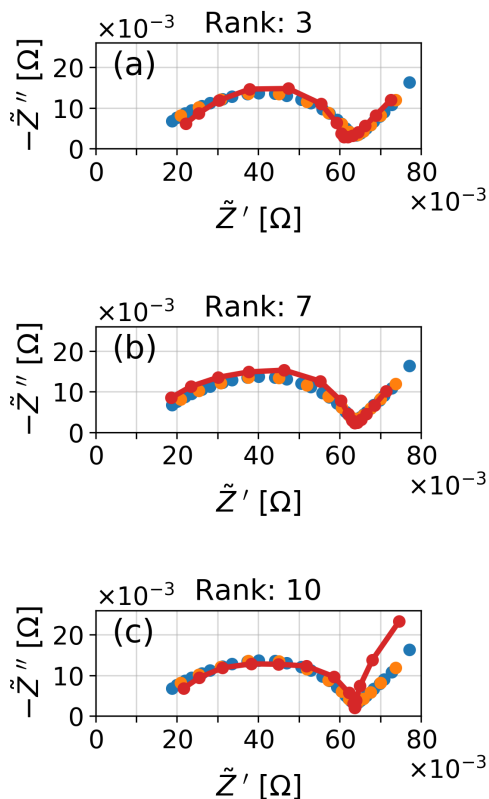 ×10⁻³
Rank: 3
(a)
20
10
0
−Z̃″ [Ω]
0
20
40
60
80
×10⁻³
Z̃′ [Ω]
×10⁻³
Rank: 7
(b)
20
10
0
−Z̃″ [Ω]
0
20
40
60
80
×10⁻³
Z̃′ [Ω]
×10⁻³
Rank: 10
(c)
20
10
0
−Z̃″ [Ω]
0
20
40
60
80
×10⁻³
Z̃′ [Ω]